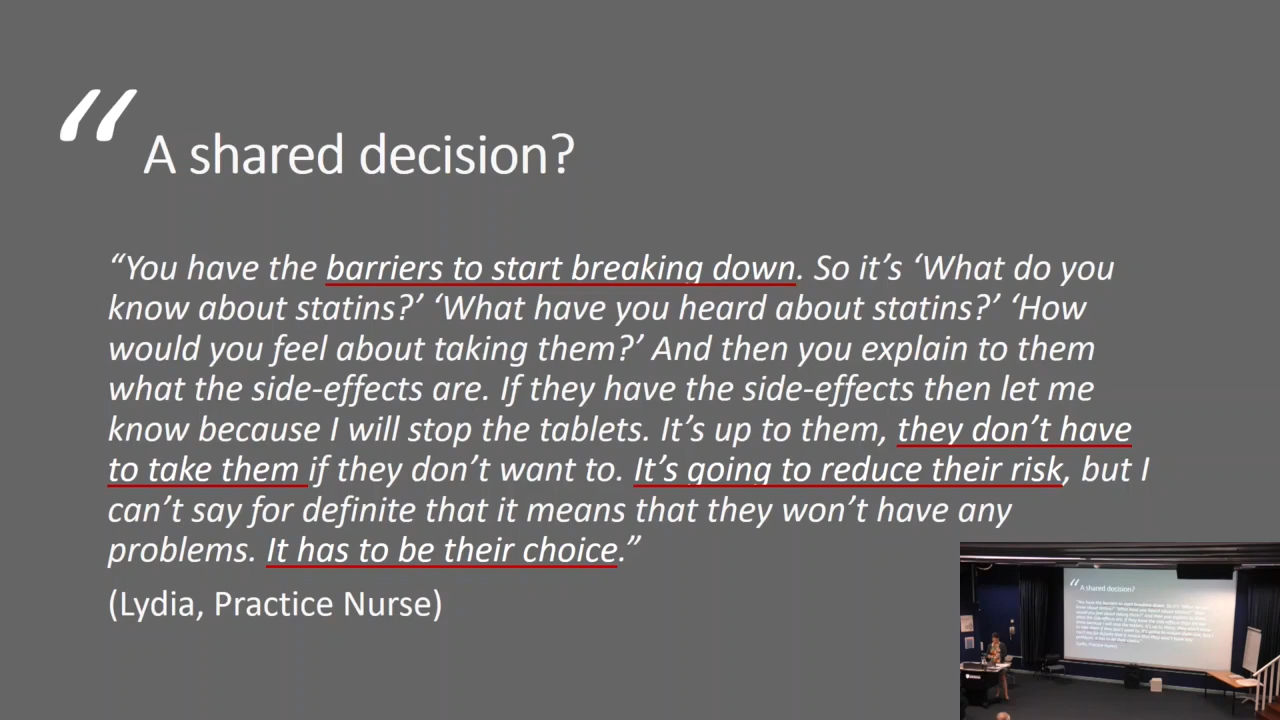 “
A shared decision?
“You have the barriers to start breaking down. So it’s ‘What do you
know about statins?’ ‘What have you heard about statins?’ ‘How
would you feel about taking them?’ And then you explain to them
what the side-effects are. If they have the side-effects then let me
know because I will stop the tablets. It’s up to them, they don’t have
to take them if they don’t want to. It’s going to reduce their risk, but I
can’t say for definite that it means that they won’t have any
problems. It has to be their choice.”
(Lydia, Practice Nurse)
“ A shared decision?